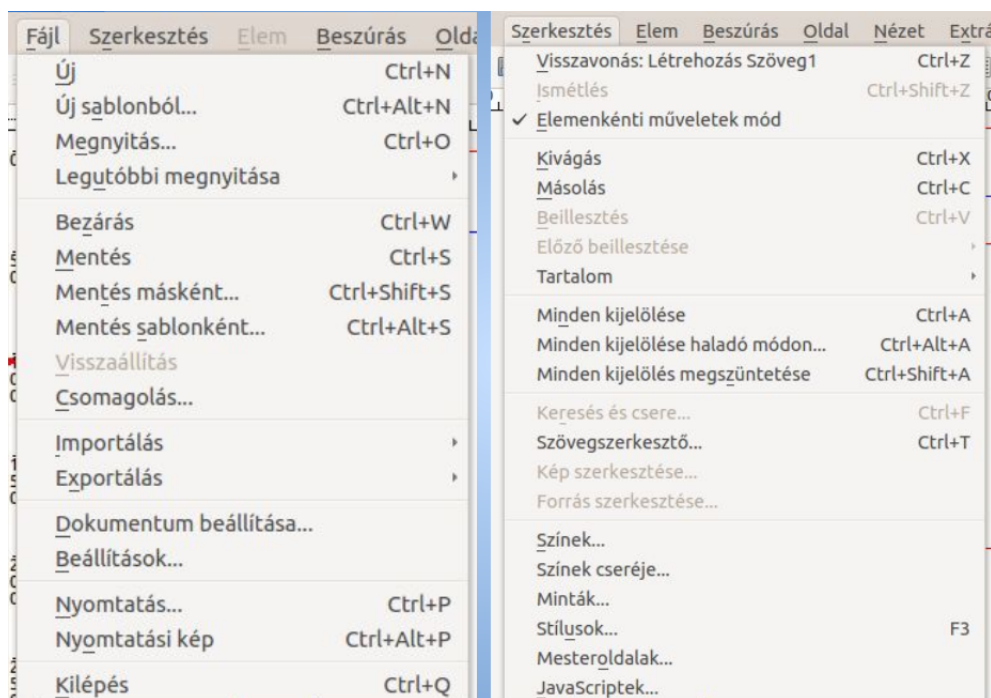 Fájl Szerkesztés Elem Beszúrás
Új Ctrl+N
Új sablonból... Ctrl+Alt+N
Megnyitás... Ctrl+O
Legutóbbi megnyitása
Bezárás Ctrl+W
Mentés Ctrl+S
Mentés másként... Ctrl+Shift+S
Mentés sablonként... Ctrl+Alt+S
Visszaállítás
Csomagolás...
Importálás
Exportálás
Dokumentum beállítása...
Beállítások...
Nyomtatás... Ctrl+P
Nyomtatási kép Ctrl+Alt+P
Kilépés Ctrl+Q
Szerkesztés Elem Beszúrás Oldal Nézet Extrá
Visszavonás: Létrehozás Szöveg1 Ctrl+Z
Ismétlés Ctrl+Shift+Z
Elemenkénti műveletek mód
Kivágás Ctrl+X
Másolás Ctrl+C
Beillesztés Ctrl+V
Előző beillesztése
Tartalom
Minden kijelölése Ctrl+A
Minden kijelölése haladó módon... Ctrl+Alt+A
Minden kijelölés megszüntetése Ctrl+Shift+A
Keresés és csere... Ctrl+F
Szövegszerkesztő... Ctrl+T
Kép szerkesztése...
Forrás szerkesztése...
Színek...
Színek cseréje...
Minták...
Stílusok... F3
Mesteroldalak...
JavaScriptek...